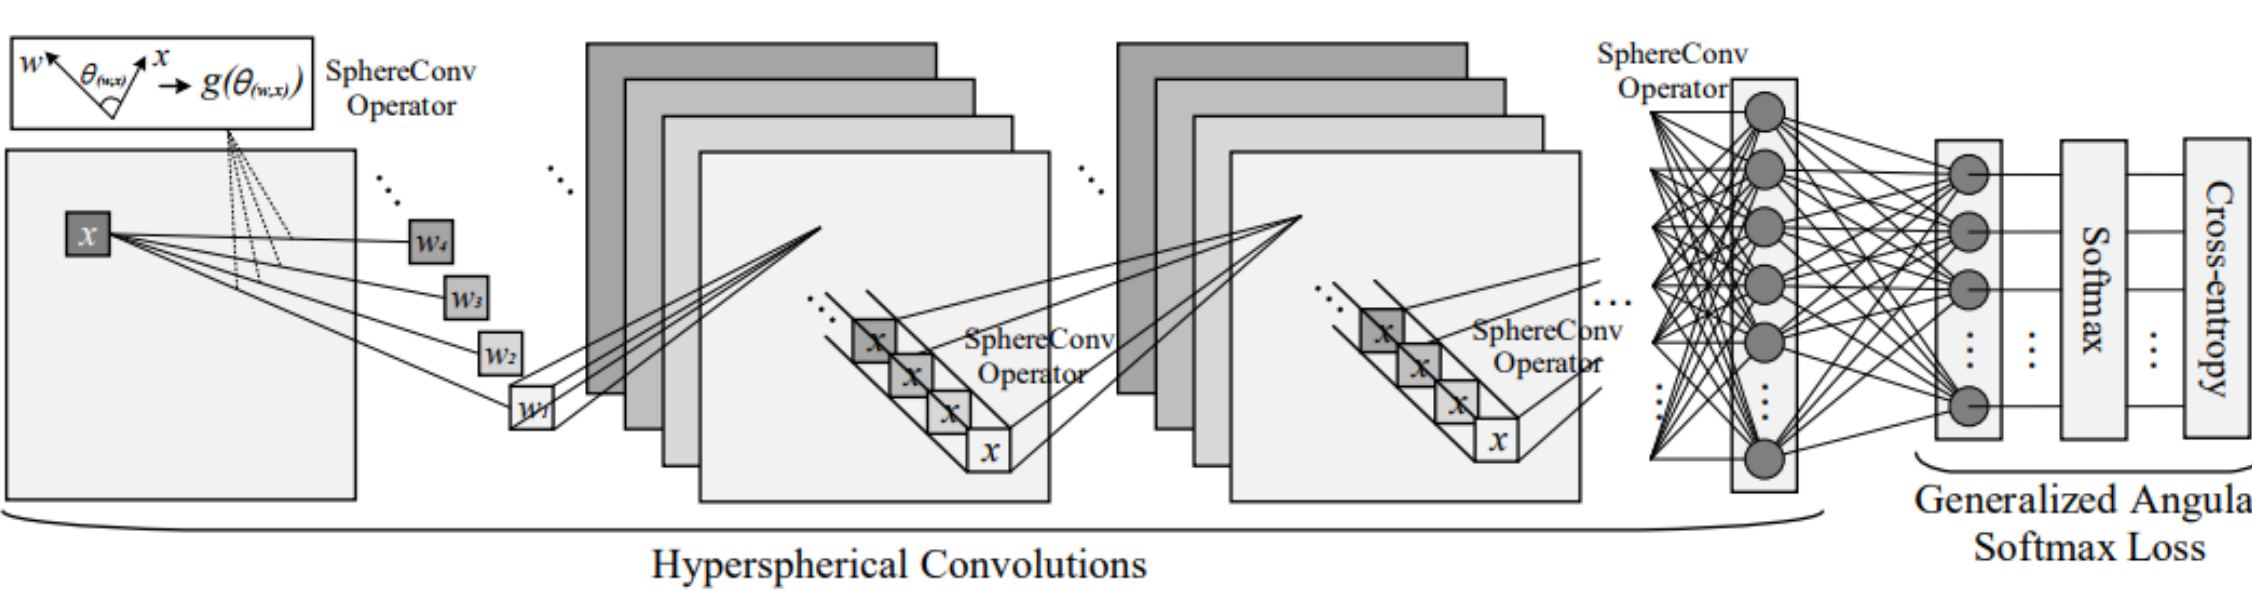 w θ(w,x) x → g(θ(w,x))
SphereConv
Operator
x
w₄
w₃
w₂
w₁
x
x
x
x
SphereConv
Operator
x
x
x
x
SphereConv
Operator
SphereConv
Operator
Softmax
Cross-entropy
Hyperspherical Convolutions
Generalized Angula
Softmax Loss